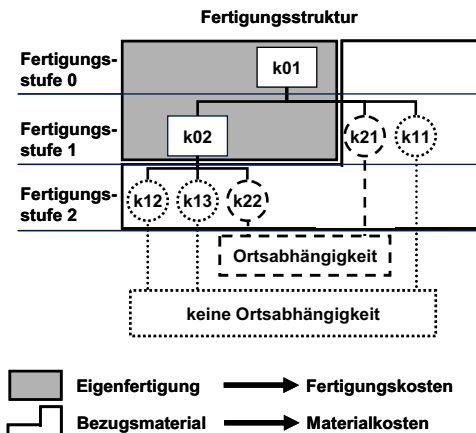 Fertigungsstruktur
Fertigungs-
stufe 0
k01
Fertigungs-
stufe 1
k02
k21
k11
Fertigungs-
stufe 2
k12
k13
k22
Ortsabhängigkeit
keine Ortsabhängigkeit
Eigenfertigung
Fertigungskosten
Bezugsmaterial
Materialkosten